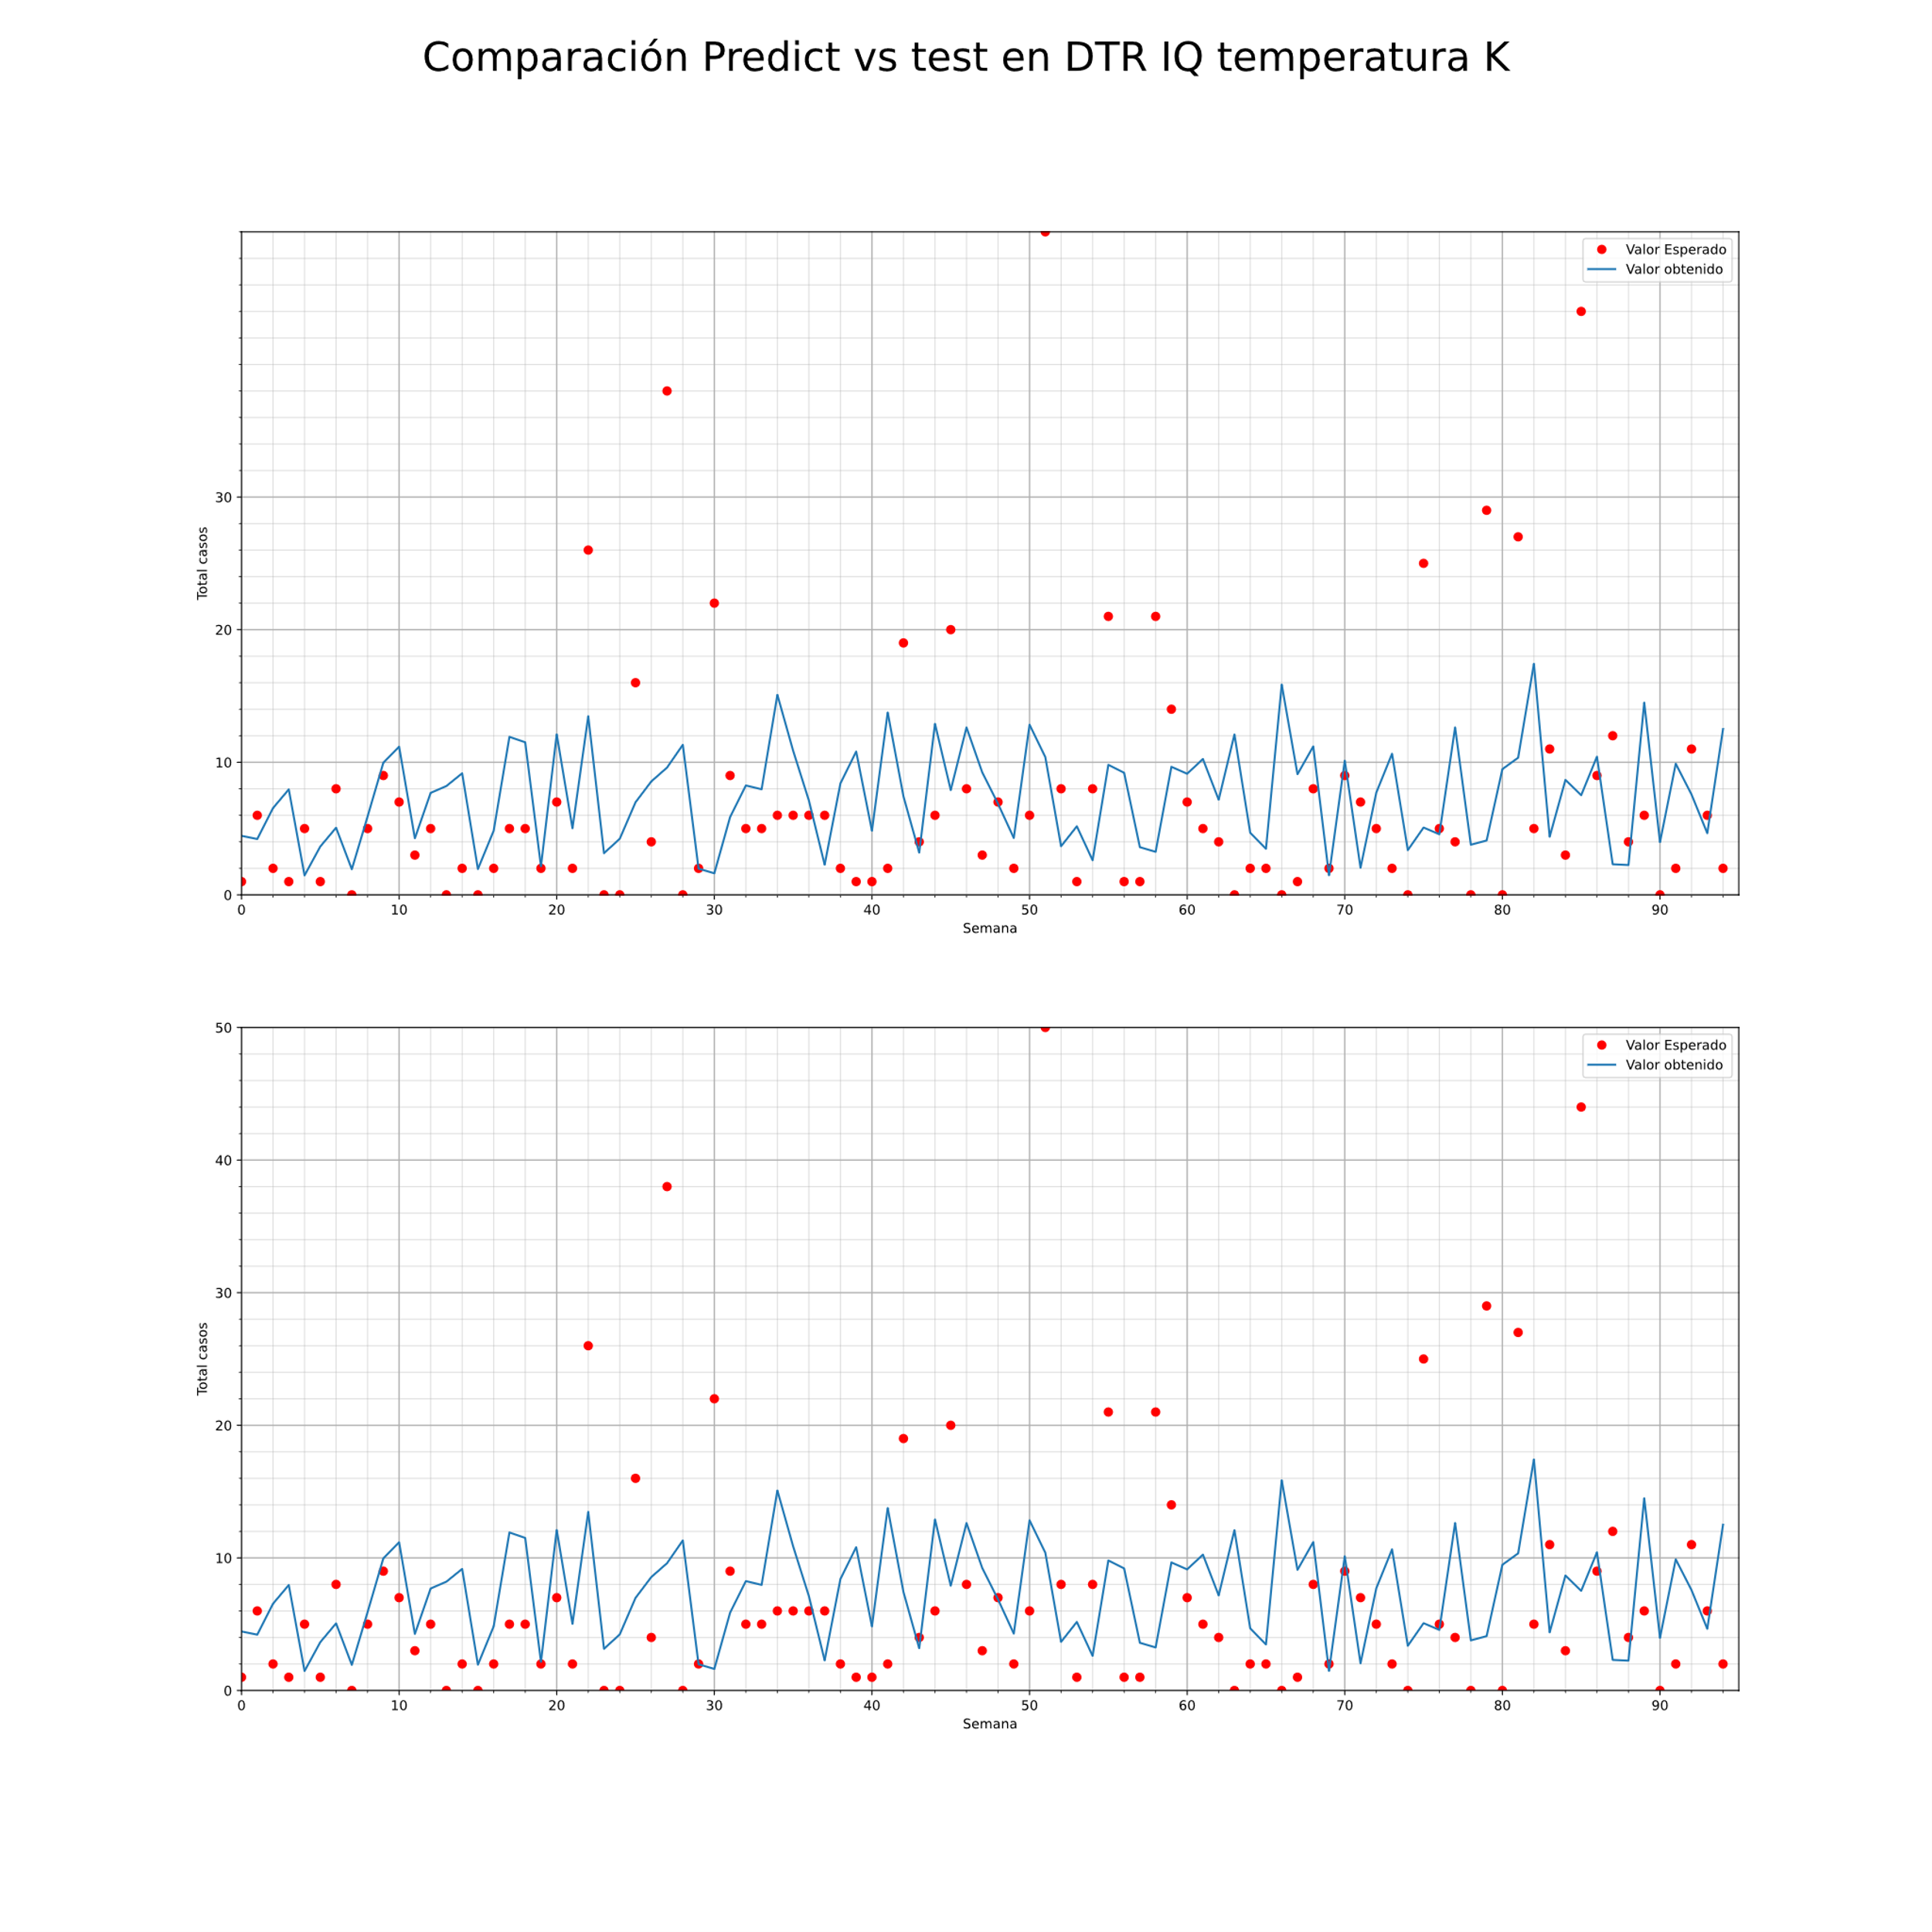 Comparación Predict vs test en DTR IQ temperatura K
Valor Esperado
Valor obtenido
30
20
10
0
Total casos
0 10 20 30 40 50 60 70 80 90
Semana
50
40
30
20
10
0
Valor Esperado
Valor obtenido
Total casos
0 10 20 30 40 50 60 70 80 90
Semana